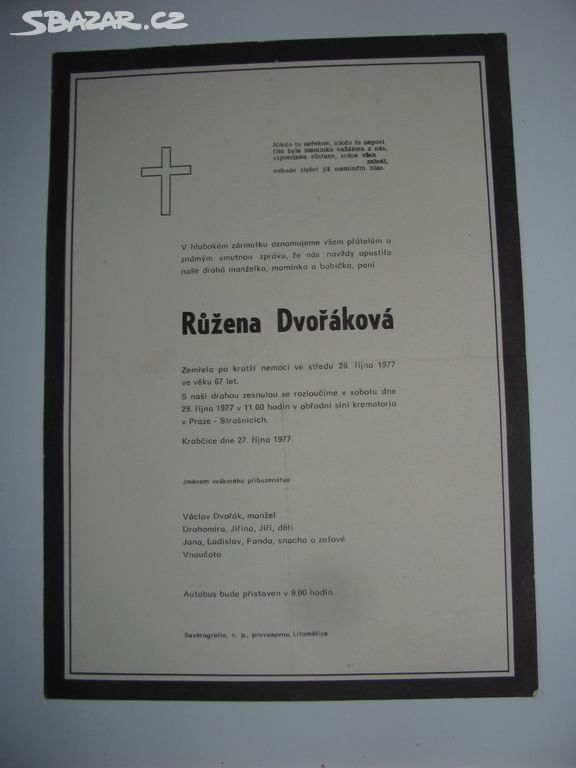 SBAZAR.CZ
Nikdo to neřekne, nikdo to nepoví
čím byla maminka každému z nás,
vzpomínka zůstane, srdce však
zabolí,
nebude slyšet již maminčin hlas.
V hlubokém zármutku oznamujeme všem přátelům a
známým smutnou zprávu, že nás navždy opustila
naše drahá manželka, maminka a babička, paní
Růžena Dvořáková
Zemřela po kratší nemoci ve středu 26. října 1977
ve věku 67 let.
S naší drahou zesnulou se rozloučíme v sobotu dne
29. října 1977 v 11.00 hodin v obřadní síni krematoria
v Praze - Strašnicích.
Krabčice dne 27. října 1977.
Jménem veškerého příbuzenstva:
Václav Dvořák, manžel
Drahomíra, Jiřina, Jiří, děti
Jana, Ladislav, Fanda, snacha a zeťové
Vnoučata
Autobus bude přistaven v 9.00 hodin.
Severografia, n. p., provozovna Litoměřice